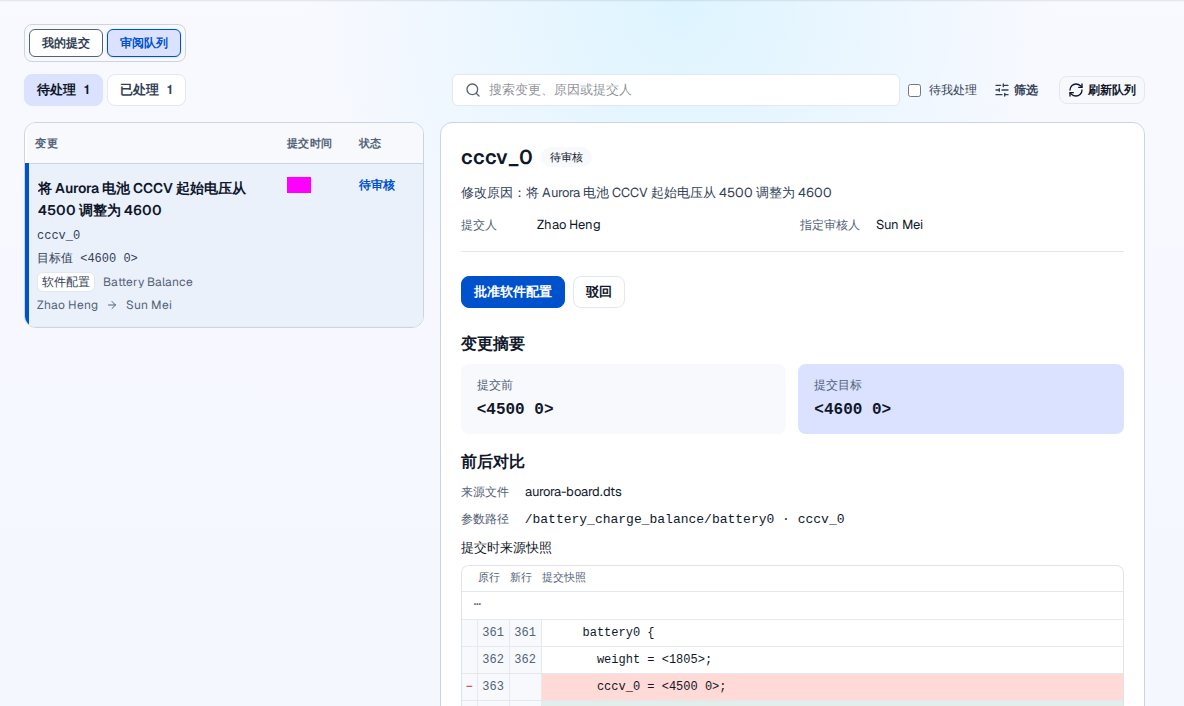 我的提交 审阅队列
待处理 1 已处理 1
搜索变更、原因或提交人 待我处理 筛选 刷新队列
变更 提交时间 状态
将 Aurora 电池 CCCV 起始电压从 4500 调整为 4600
待审核
cccv_0
目标值 <4600 0>
软件配置 Battery Balance
Zhao Heng → Sun Mei
cccv_0 待审核
修改原因：将 Aurora 电池 CCCV 起始电压从 4500 调整为 4600
提交人 Zhao Heng 指定审核人 Sun Mei
批准软件配置 驳回
变更摘要
提交前 提交目标
<4500 0> <4600 0>
前后对比
来源文件 aurora-board.dts
参数路径 /battery_charge_balance/battery0 · cccv_0
提交时来源快照
原行 新行 提交快照
…
361 361 battery0 {
362 362 weight = <1805>;
− 363 cccv_0 = <4500 0>;